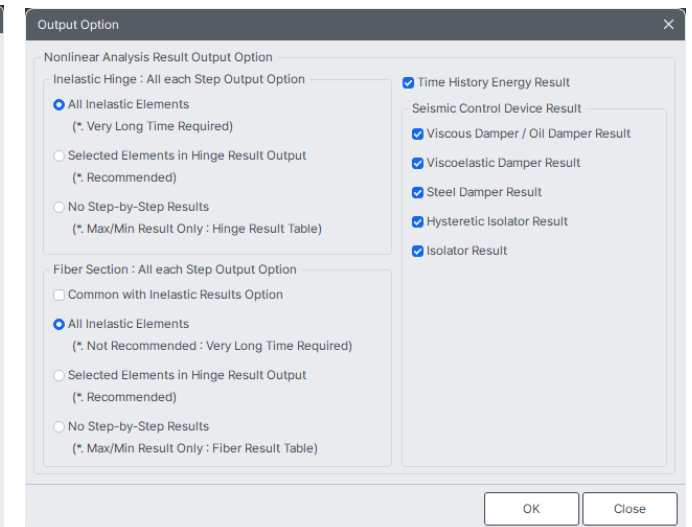 Output Option
Nonlinear Analysis Result Output Option
Inelastic Hinge : All each Step Output Option
All Inelastic Elements
(*. Very Long Time Required)
Selected Elements in Hinge Result Output
(*. Recommended)
No Step-by-Step Results
(*. Max/Min Result Only : Hinge Result Table)
Fiber Section : All each Step Output Option
Common with Inelastic Results Option
All Inelastic Elements
(*. Not Recommended : Very Long Time Required)
Selected Elements in Hinge Result Output
(*. Recommended)
No Step-by-Step Results
(*. Max/Min Result Only : Fiber Result Table)
Time History Energy Result
Seismic Control Device Result
Viscous Damper / Oil Damper Result
Viscoelastic Damper Result
Steel Damper Result
Hysteretic Isolator Result
Isolator Result
OK
Close